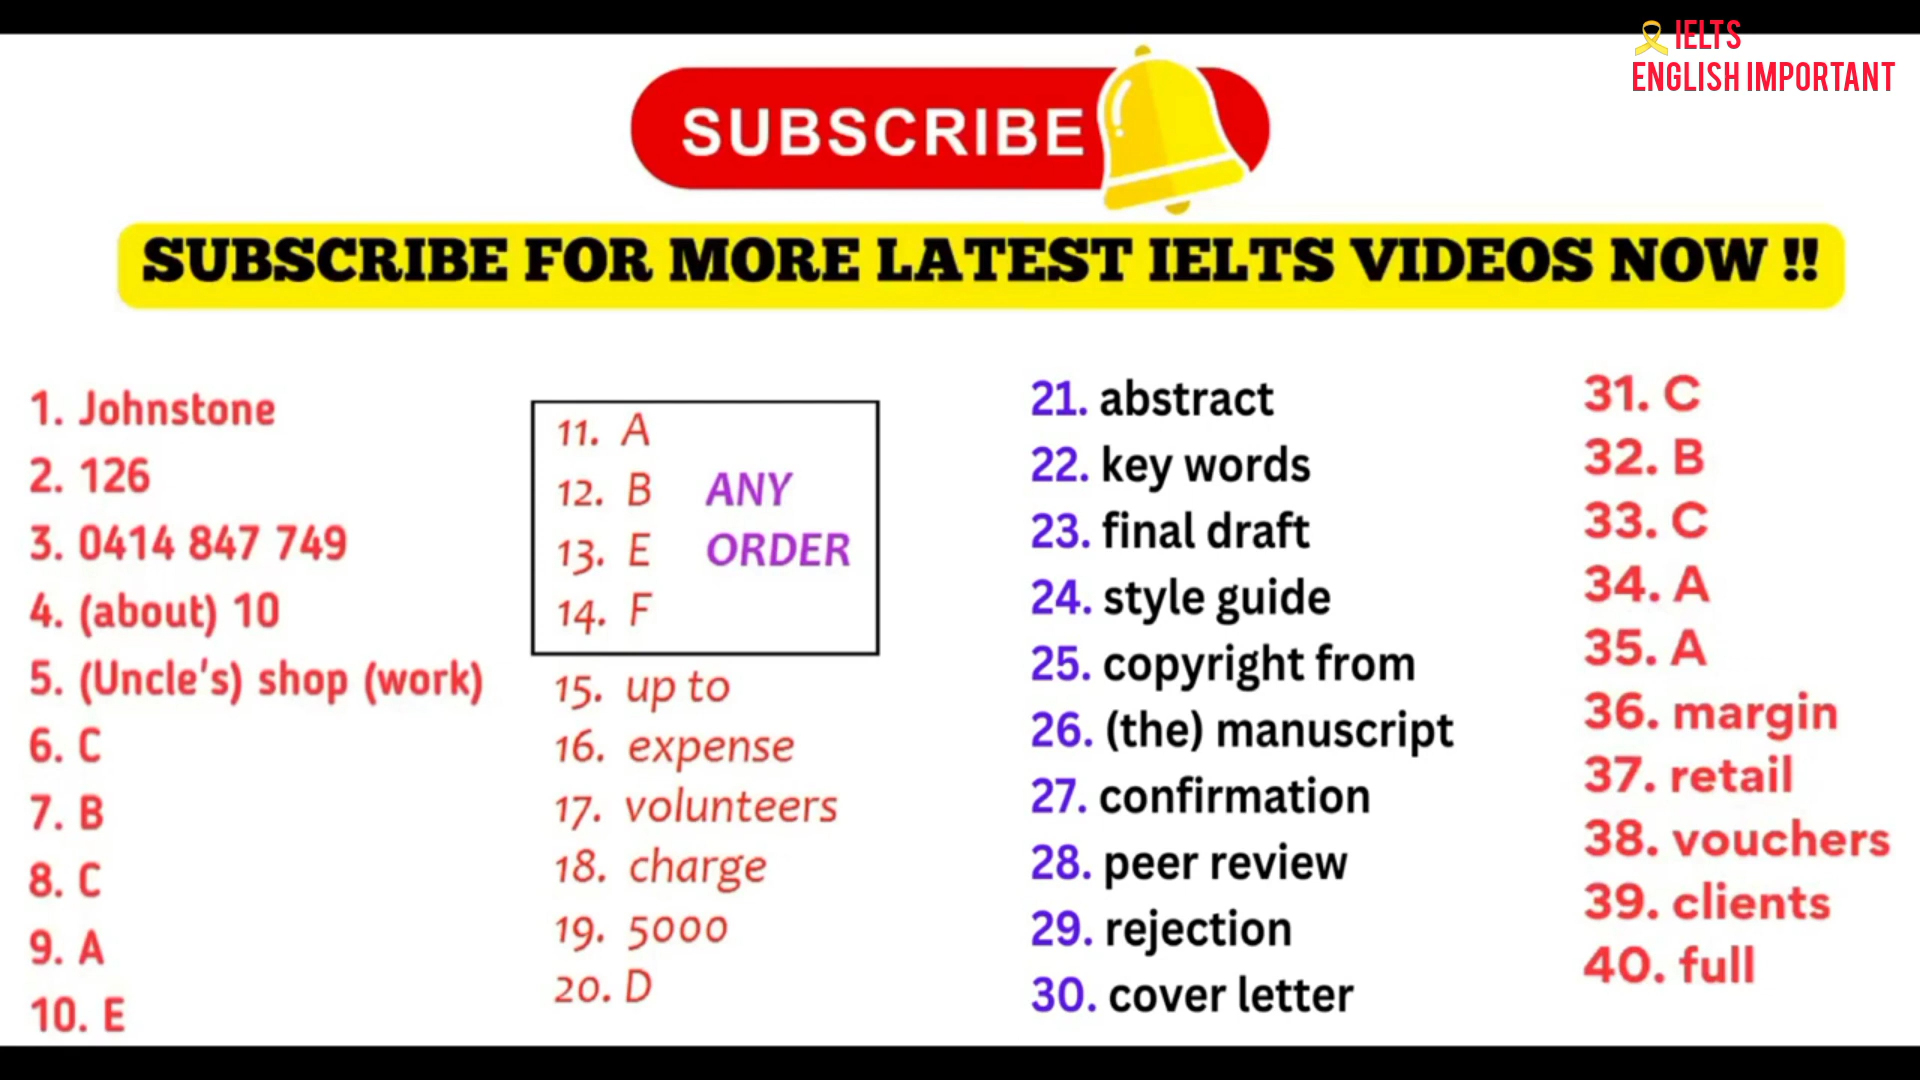 IELTS
ENGLISH IMPORTANT
SUBSCRIBE
SUBSCRIBE FOR MORE LATEST IELTS VIDEOS NOW !!
1. Johnstone
2. 126
3. 0414 847 749
4. (about) 10
5. (Uncle's) shop (work)
6. C
7. B
8. C
9. A
10. E
11. A
12. B
13. E
14. F
ANY
ORDER
15. up to
16. expense
17. volunteers
18. charge
19. 5000
20. D
21. abstract
22. key words
23. final draft
24. style guide
25. copyright from
26. (the) manuscript
27. confirmation
28. peer review
29. rejection
30. cover letter
31. C
32. B
33. C
34. A
35. A
36. margin
37. retail
38. vouchers
39. clients
40. full